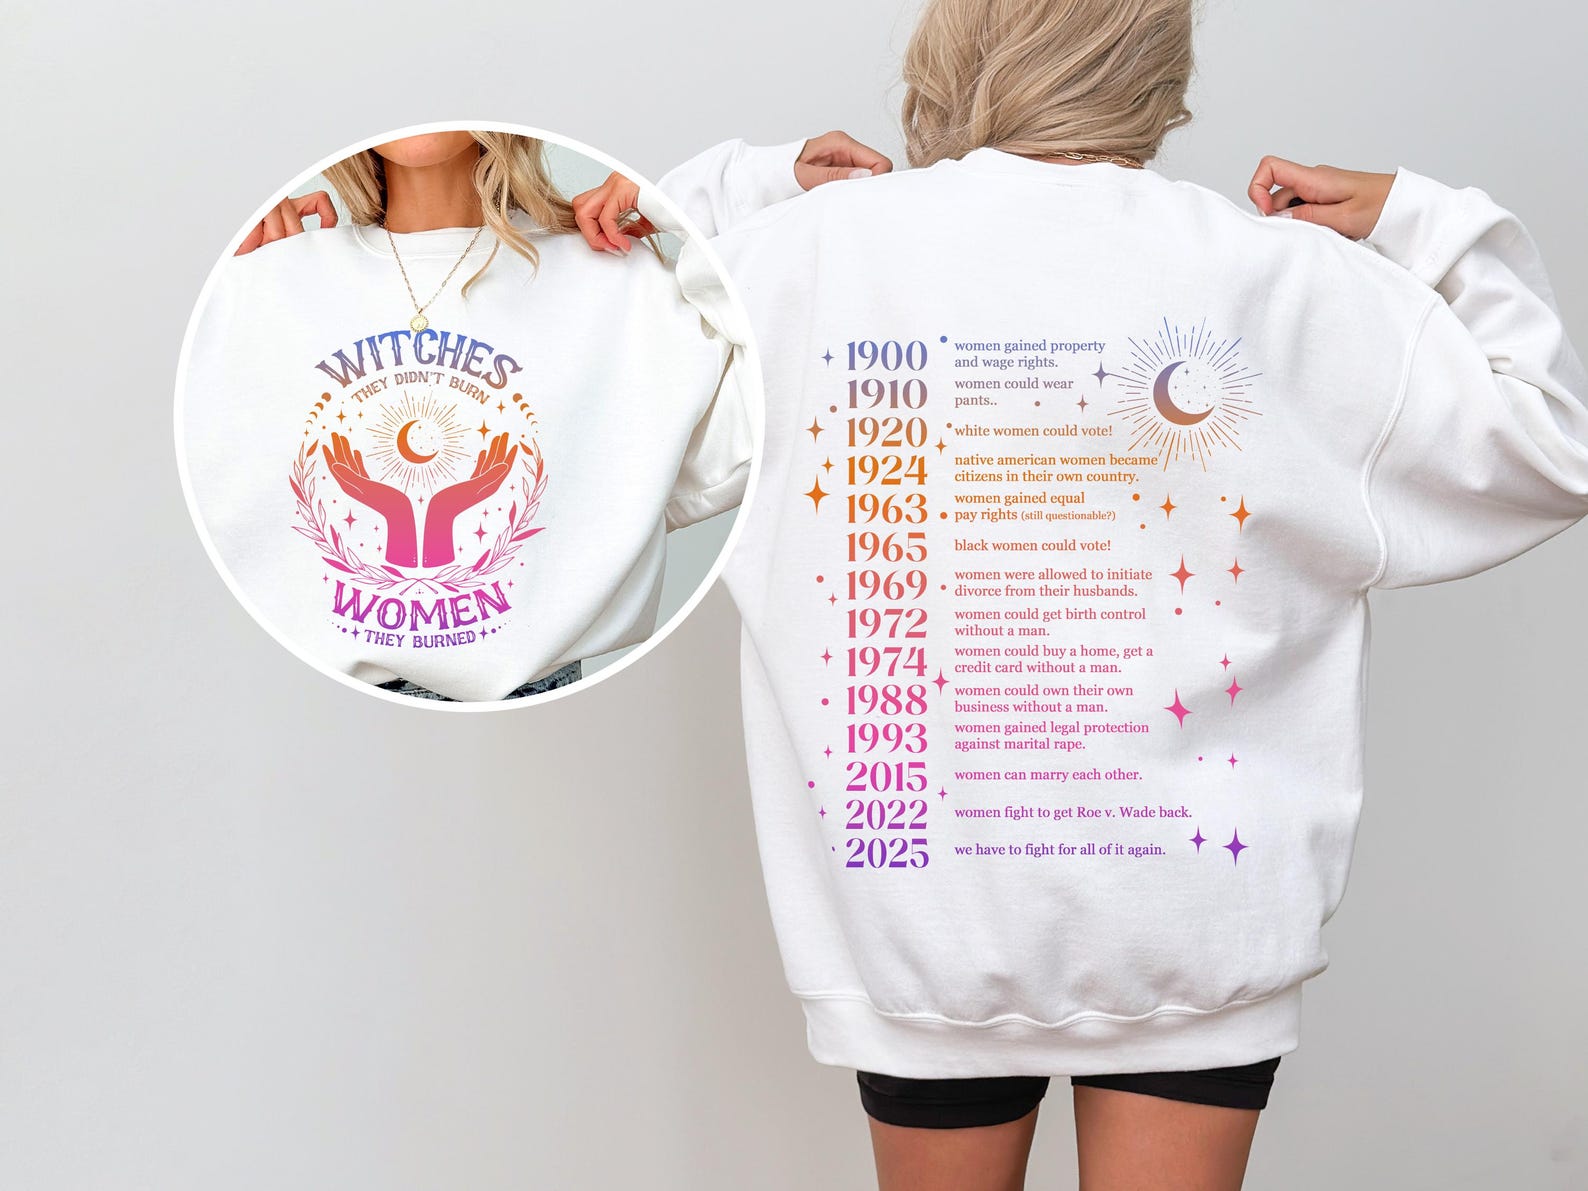 WITCHES
THEY DIDN'T BURN
WOMEN
THEY BURNED
1900 women gained property
and wage rights.
1910 women could wear
pants..
1920 white women could vote!
1924 native american women became
citizens in their own country.
1963 women gained equal
pay rights (still questionable?)
1965 black women could vote!
1969 women were allowed to initiate
divorce from their husbands.
1972 women could get birth control
without a man.
1974 women could buy a home, get a
credit card without a man.
1988 women could own their own
business without a man.
1993 women gained legal protection
against marital rape.
2015 women can marry each other.
2022 women fight to get Roe v. Wade back.
2025 we have to fight for all of it again.